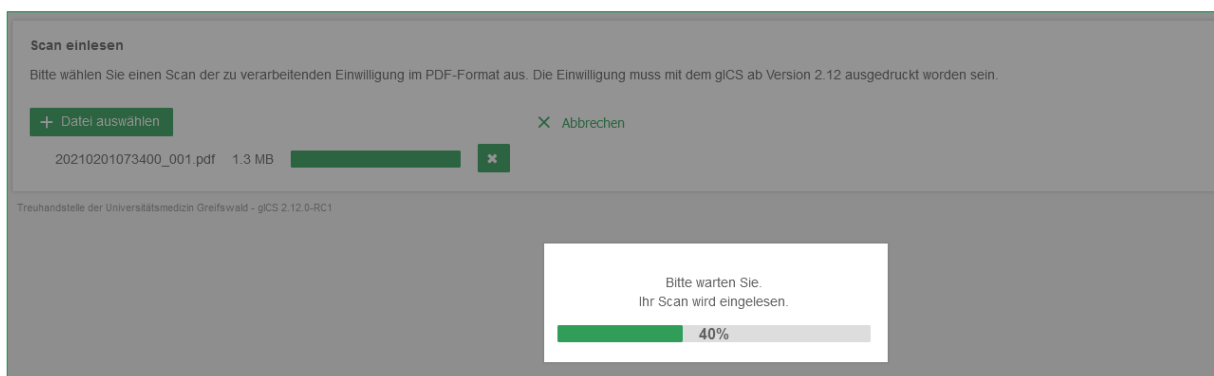 Scan einlesen
Bitte wählen Sie einen Scan der zu verarbeitenden Einwilligung im PDF-Format aus. Die Einwilligung muss mit dem gICS ab Version 2.12 ausgedruckt worden sein.
+ Datei auswählen
× Abbrechen
20210201073400_001.pdf 1.3 MB
Treuhandstelle der Universitätsmedizin Greifswald - gICS 2.12.0-RC1
Bitte warten Sie.
Ihr Scan wird eingelesen.
40%